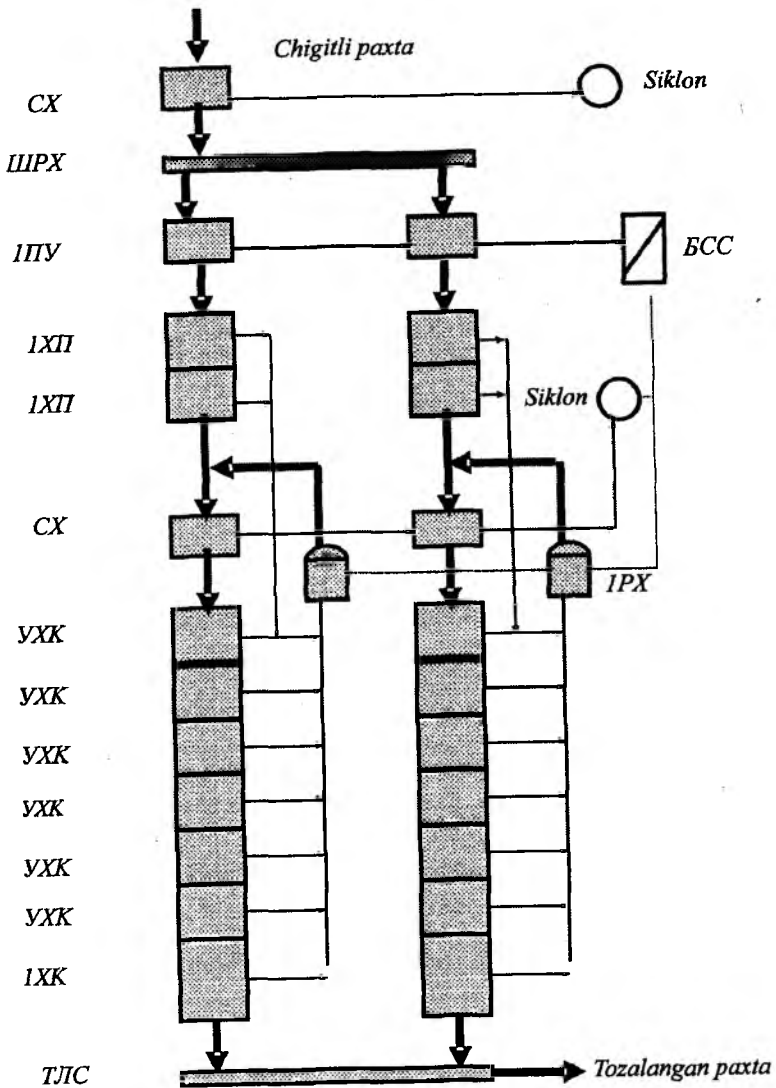 Chigitli paxta
СХ
Siklon
ШРХ
1ПУ
БСС
1ХП
1ХП
Siklon
СХ
1РХ
УХК
УХК
УХК
УХК
УХК
УХК
1ХК
ТЛС
Tozalangan paxta